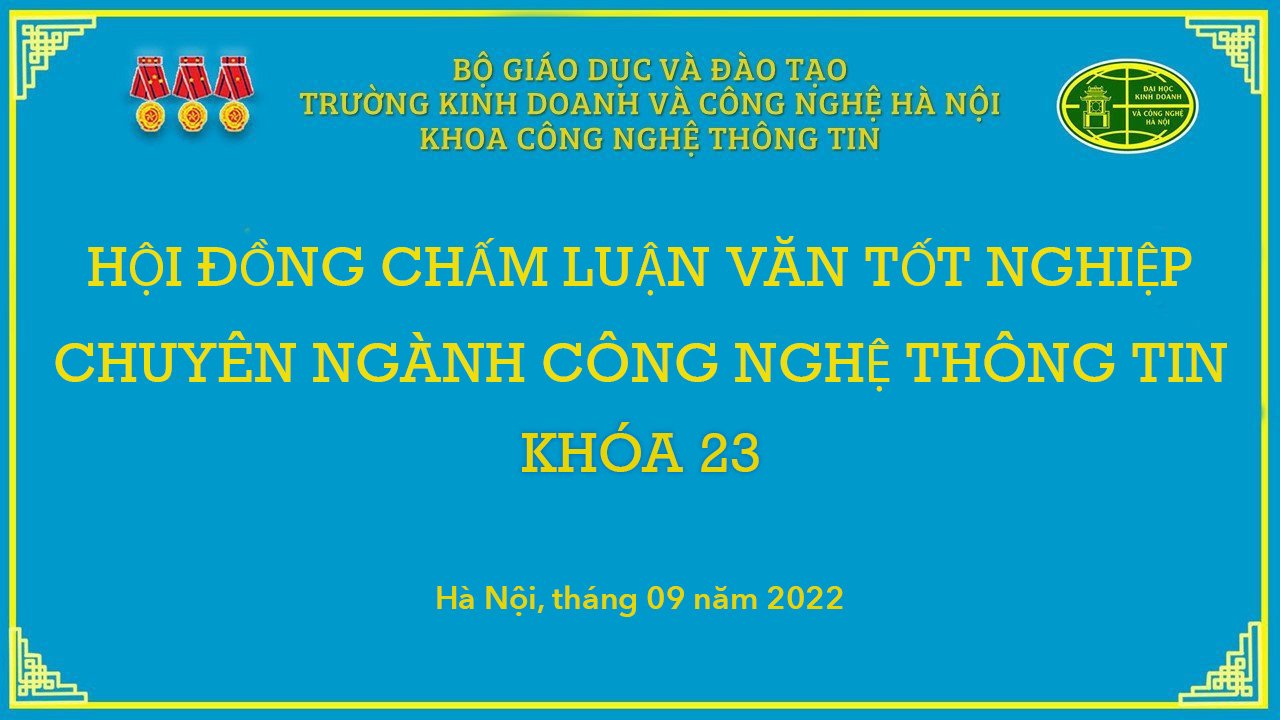 BỘ GIÁO DỤC VÀ ĐÀO TẠO
TRƯỜNG KINH DOANH VÀ CÔNG NGHỆ HÀ NỘI
KHOA CÔNG NGHỆ THÔNG TIN
ĐẠI HỌC
KINH DOANH
VÀ CÔNG NGHỆ
HÀ NỘI
HỘI ĐỒNG CHẤM LUẬN VĂN TỐT NGHIỆP
CHUYÊN NGÀNH CÔNG NGHỆ THÔNG TIN
KHÓA 23
Hà Nội, tháng 09 năm 2022